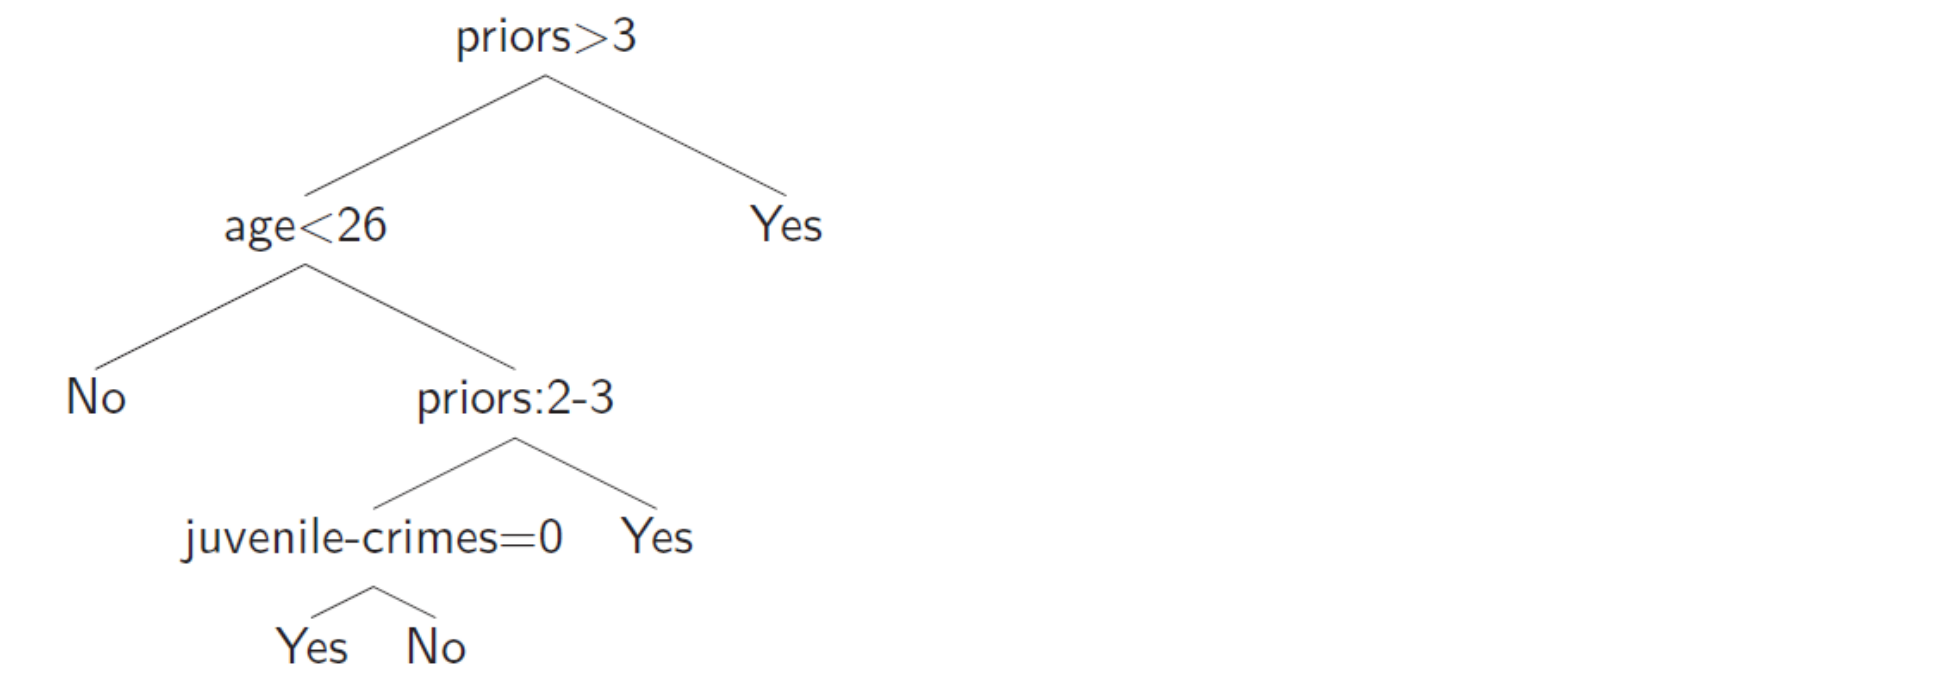 priors>3
age<26
Yes
No
priors:2-3
juvenile-crimes=0
Yes
Yes
No